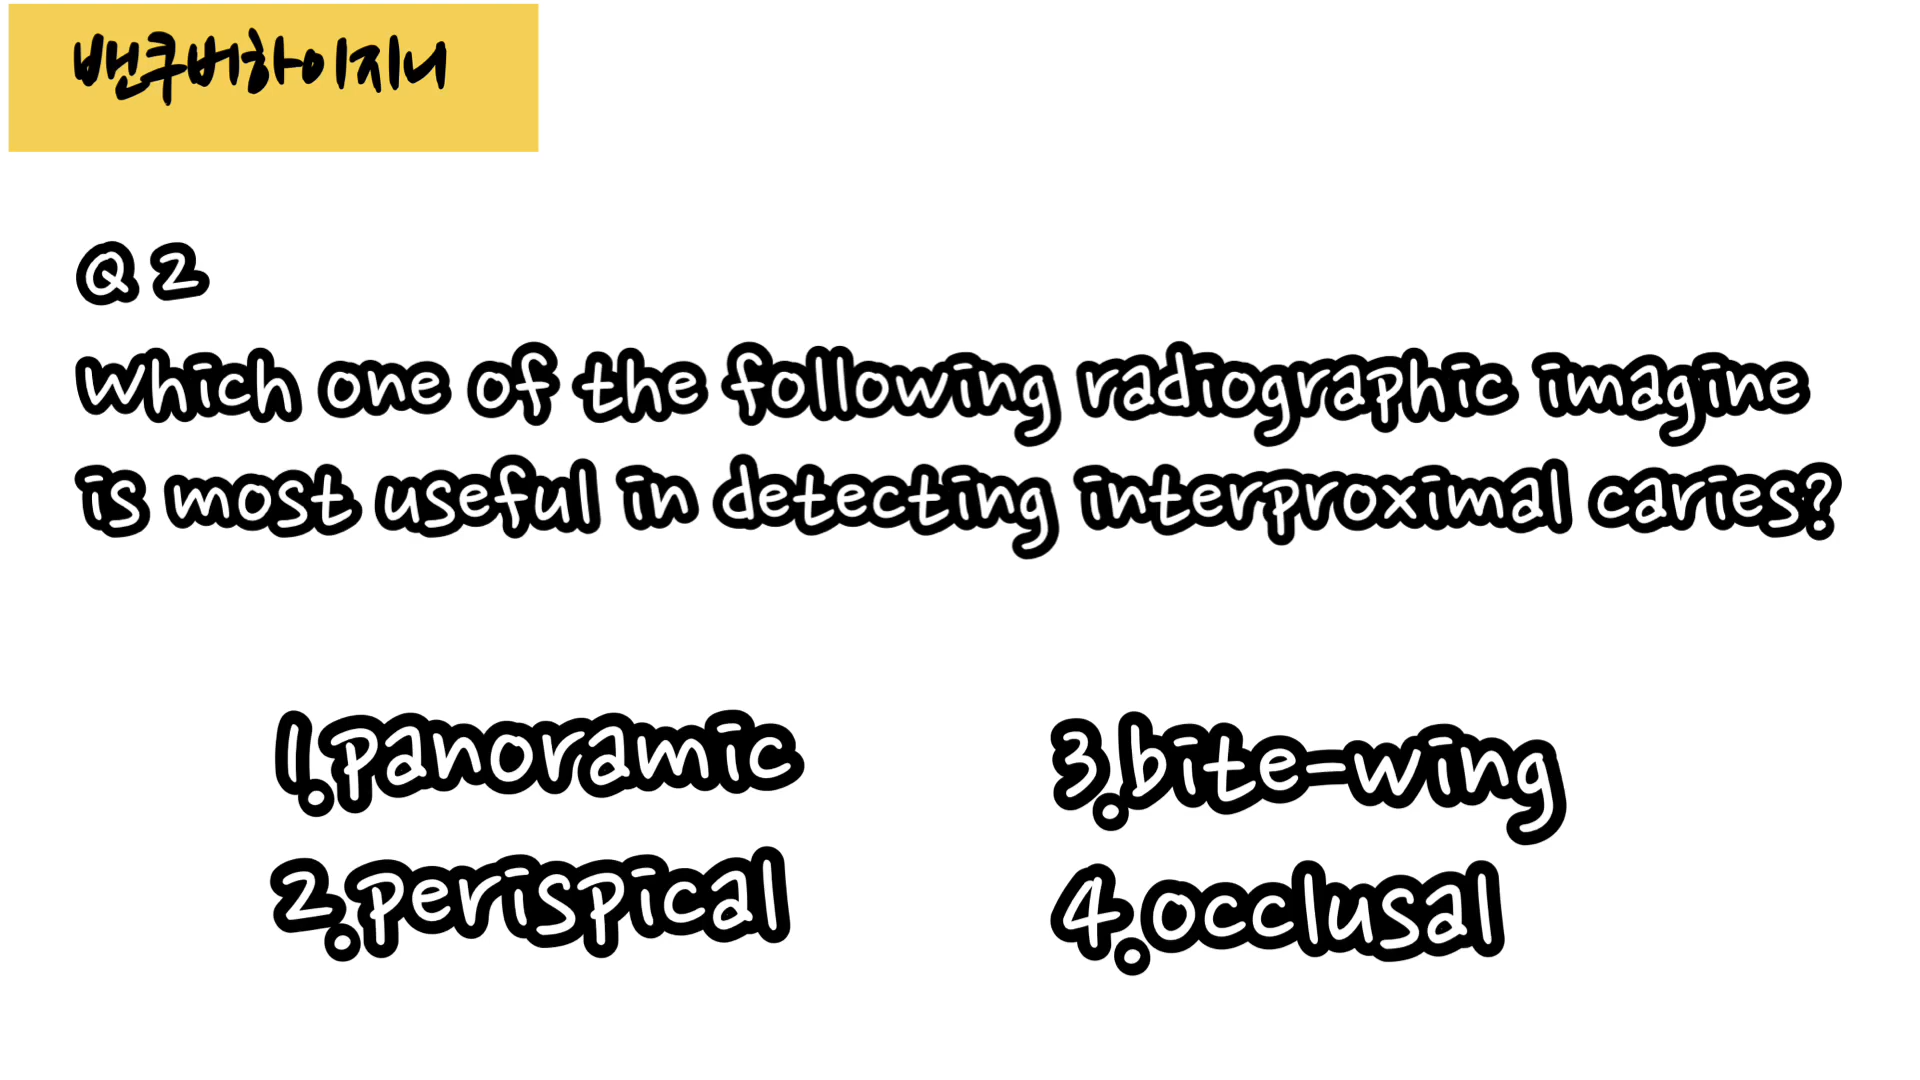 밴쿠버하이지니
Q 2
Which one of the following radiographic imagine
is most useful in detecting interproximal caries?
1.panoramic
2.perispical
3.bite-wing
4.occlusal